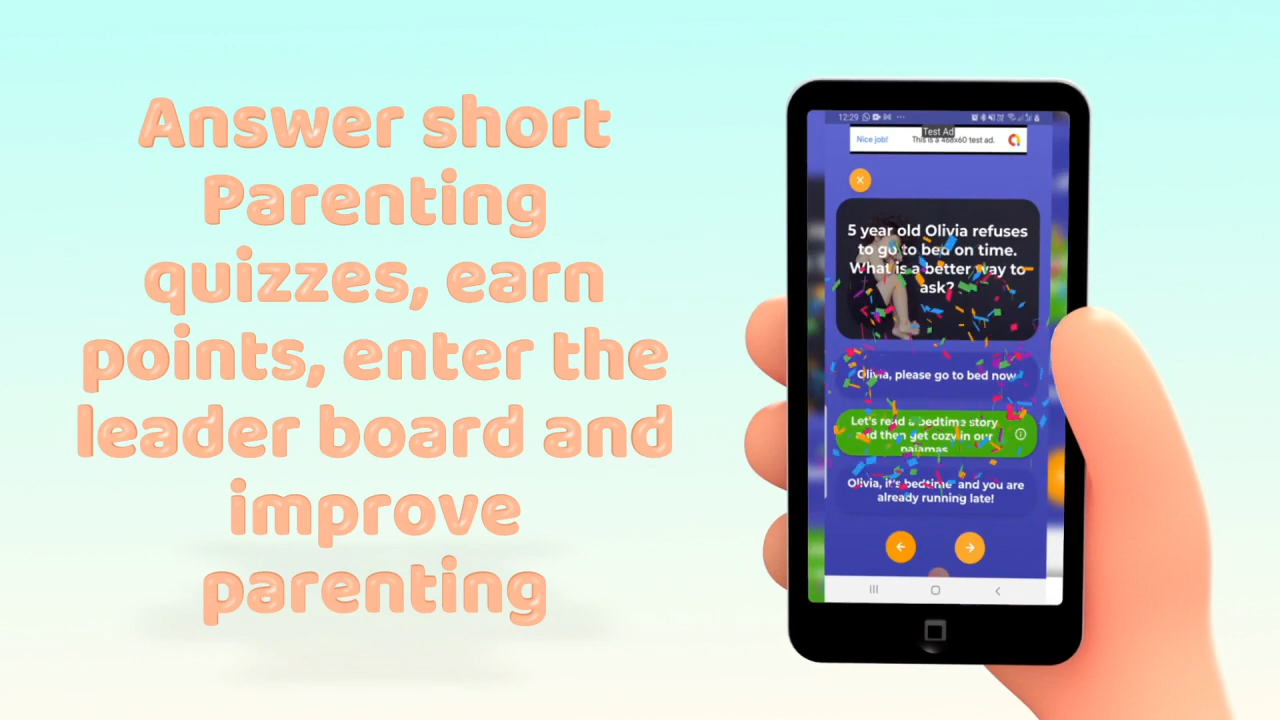 Answer short
Parenting
quizzes, earn
points, enter the
leader board and
improve
parenting
12:29
Test Ad
Nice job!
This is a 468x60 test ad.
5 year old Olivia refuses
to go to bed on time.
What is a better way to
ask?
Olivia, please go to bed now
Let's read a bedtime story
and then get cozy in our
pajamas
Olivia, it's bedtime and you are
already running late!